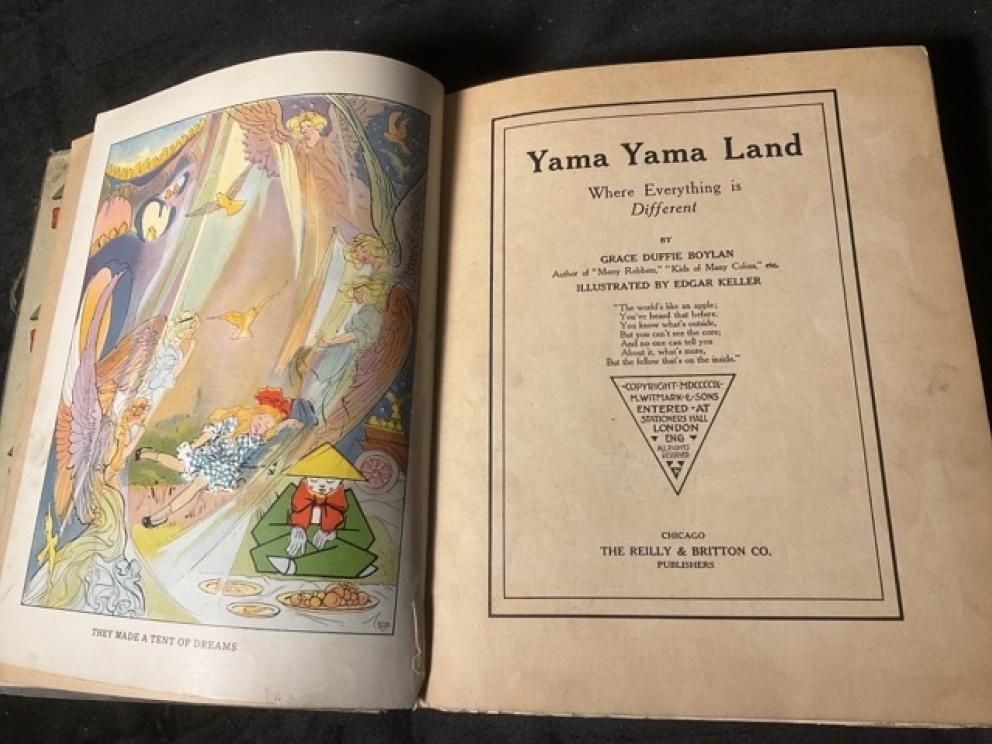 THEY MADE A TENT OF DREAMS
Yama Yama Land
Where Everything is
Different
BY
GRACE DUFFIE BOYLAN
Author of "Merry Robbers," "Kids of Many Colors," etc.
ILLUSTRATED BY EDGAR KELLER
"The world's like an apple;
You've heard that before,
You know what's outside,
But you can't see the core;
And no one can tell you
About it, what's more,
But the fellow that's on the inside."
COPYRIGHT-MDCCCCIX-
M.WITMARK & SONS
ENTERED-AT
STATIONERS HALL
LONDON
ENG
ALL RIGHTS
RESERVED
CHICAGO
THE REILLY & BRITTON CO.
PUBLISHERS